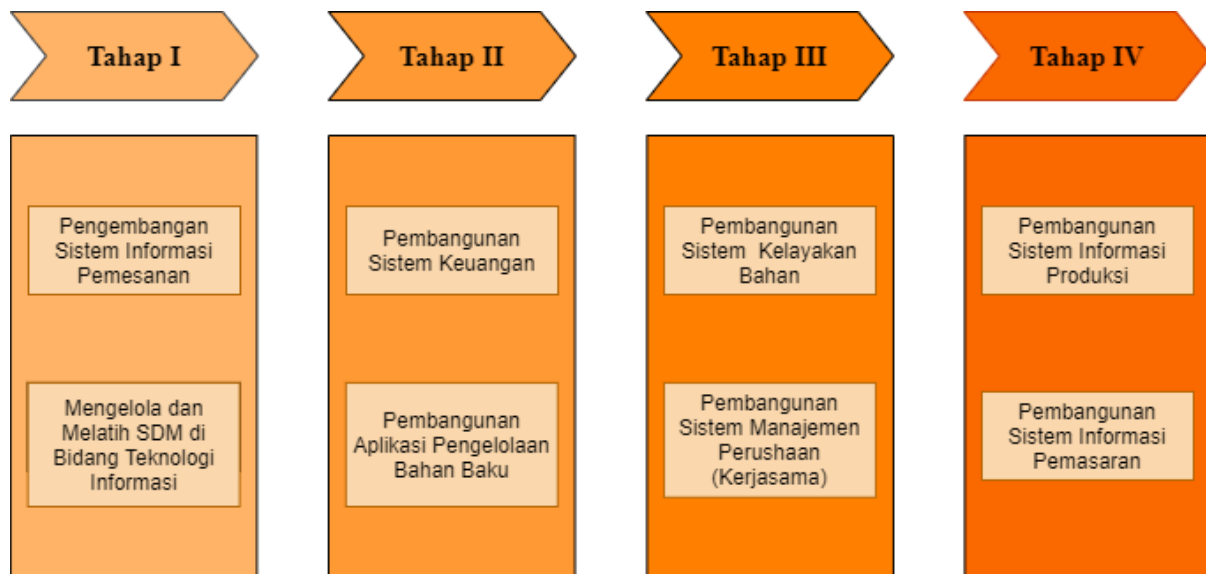 Tahap I
Tahap II
Tahap III
Tahap IV
Pengembangan
Sistem Informasi
Pemesanan
Mengelola dan
Melatih SDM di
Bidang Teknologi
Informasi
Pembangunan
Sistem Keuangan
Pembangunan
Aplikasi Pengelolaan
Bahan Baku
Pembangunan
Sistem Kelayakan
Bahan
Pembangunan
Sistem Manajemen
Perushaan
(Kerjasama)
Pembangunan
Sistem Informasi
Produksi
Pembangunan
Sistem Informasi
Pemasaran